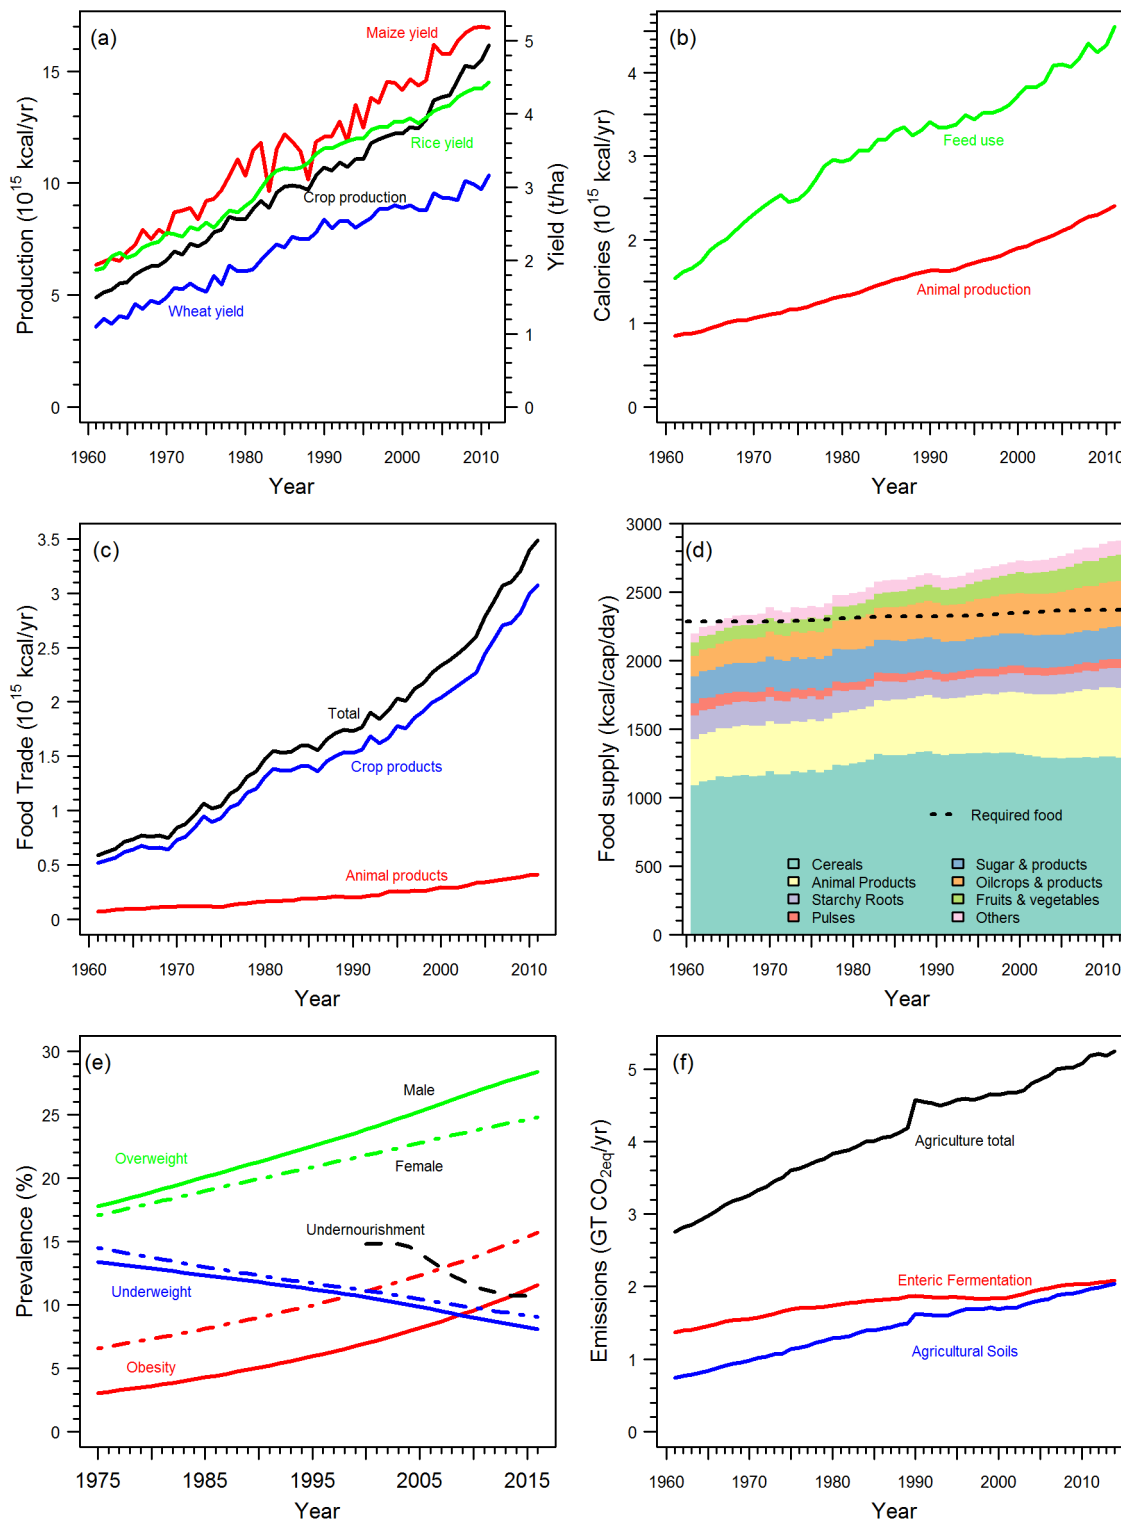 (a)
Maize yield
Rice yield
Crop production
Wheat yield
Production (10^15 kcal/yr)
0
5
10
15
Yield (t/ha)
0
1
2
3
4
5
1960
1970
1980
1990
2000
2010
Year
(b)
Feed use
Animal production
Calories (10^15 kcal/yr)
0
1
2
3
4
1960
1970
1980
1990
2000
2010
Year
(c)
Total
Crop products
Animal products
Food Trade (10^15 kcal/yr)
0
0.5
1
1.5
2
2.5
3
3.5
1960
1970
1980
1990
2000
2010
Year
(d)
Required food
Cereals
Animal Products
Starchy Roots
Pulses
Sugar & products
Oilcrops & products
Fruits & vegetables
Others
Food supply (kcal/cap/day)
0
500
1000
1500
2000
2500
3000
1960
1970
1980
1990
2000
2010
Year
(e)
Male
Overweight
Female
Undernourishment
Underweight
Obesity
Prevalence (%)
0
5
10
15
20
25
30
1975
1985
1995
2005
2015
Year
(f)
Agriculture total
Enteric Fermentation
Agricultural Soils
Emissions (GT CO2eq/yr)
0
1
2
3
4
5
1960
1970
1980
1990
2000
2010
Year